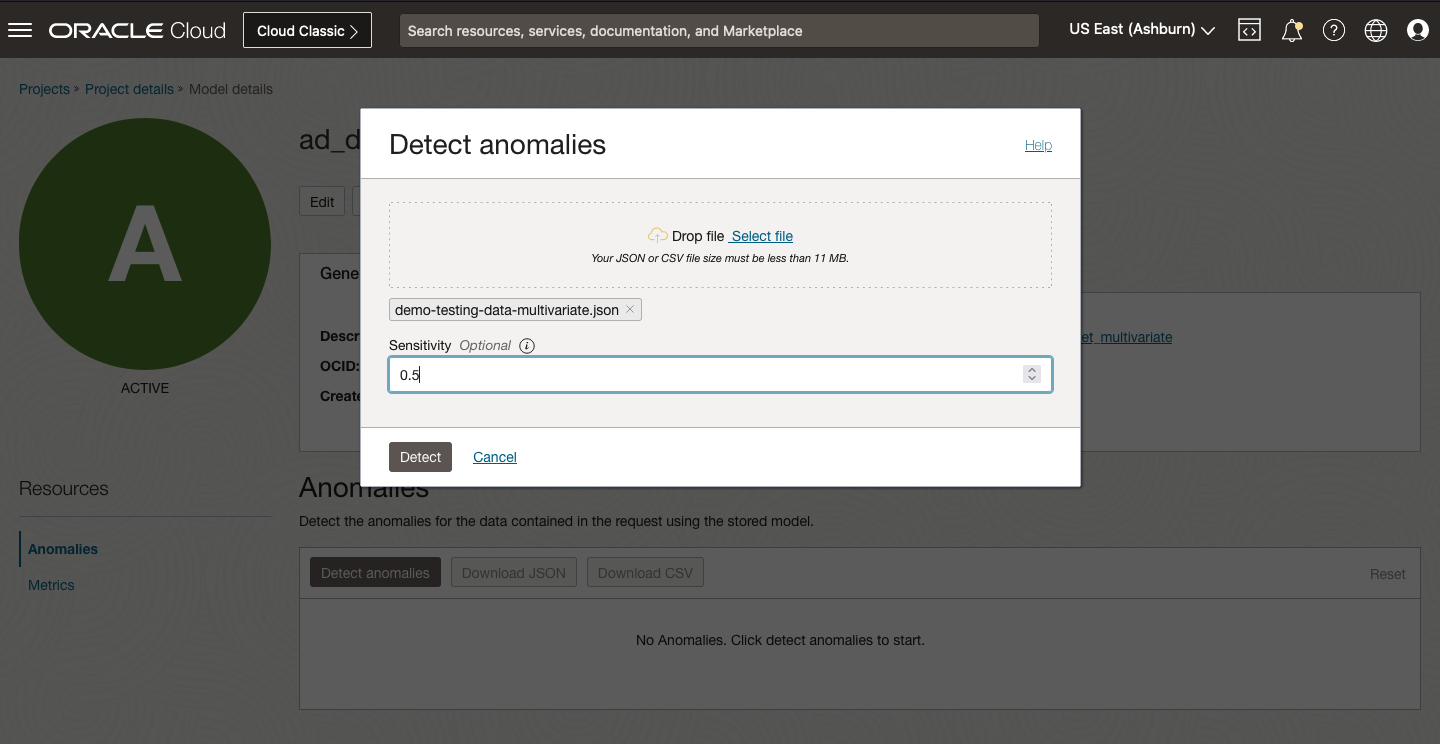 ORACLE Cloud
Cloud Classic
Search resources, services, documentation, and Marketplace
US East (Ashburn)
Projects » Project details » Model details
A
ACTIVE
ad_d
Edit
Detect anomalies
Help
Drop file Select file
Your JSON or CSV file size must be less than 11 MB.
demo-testing-data-multivariate.json
Sensitivity Optional
0.5
Detect
Cancel
Gene
Descr
OCID:
Create
et_multivariate
Resources
Anomalies
Metrics
Anomalies
Detect the anomalies for the data contained in the request using the stored model.
Detect anomalies
Download JSON
Download CSV
Reset
No Anomalies. Click detect anomalies to start.